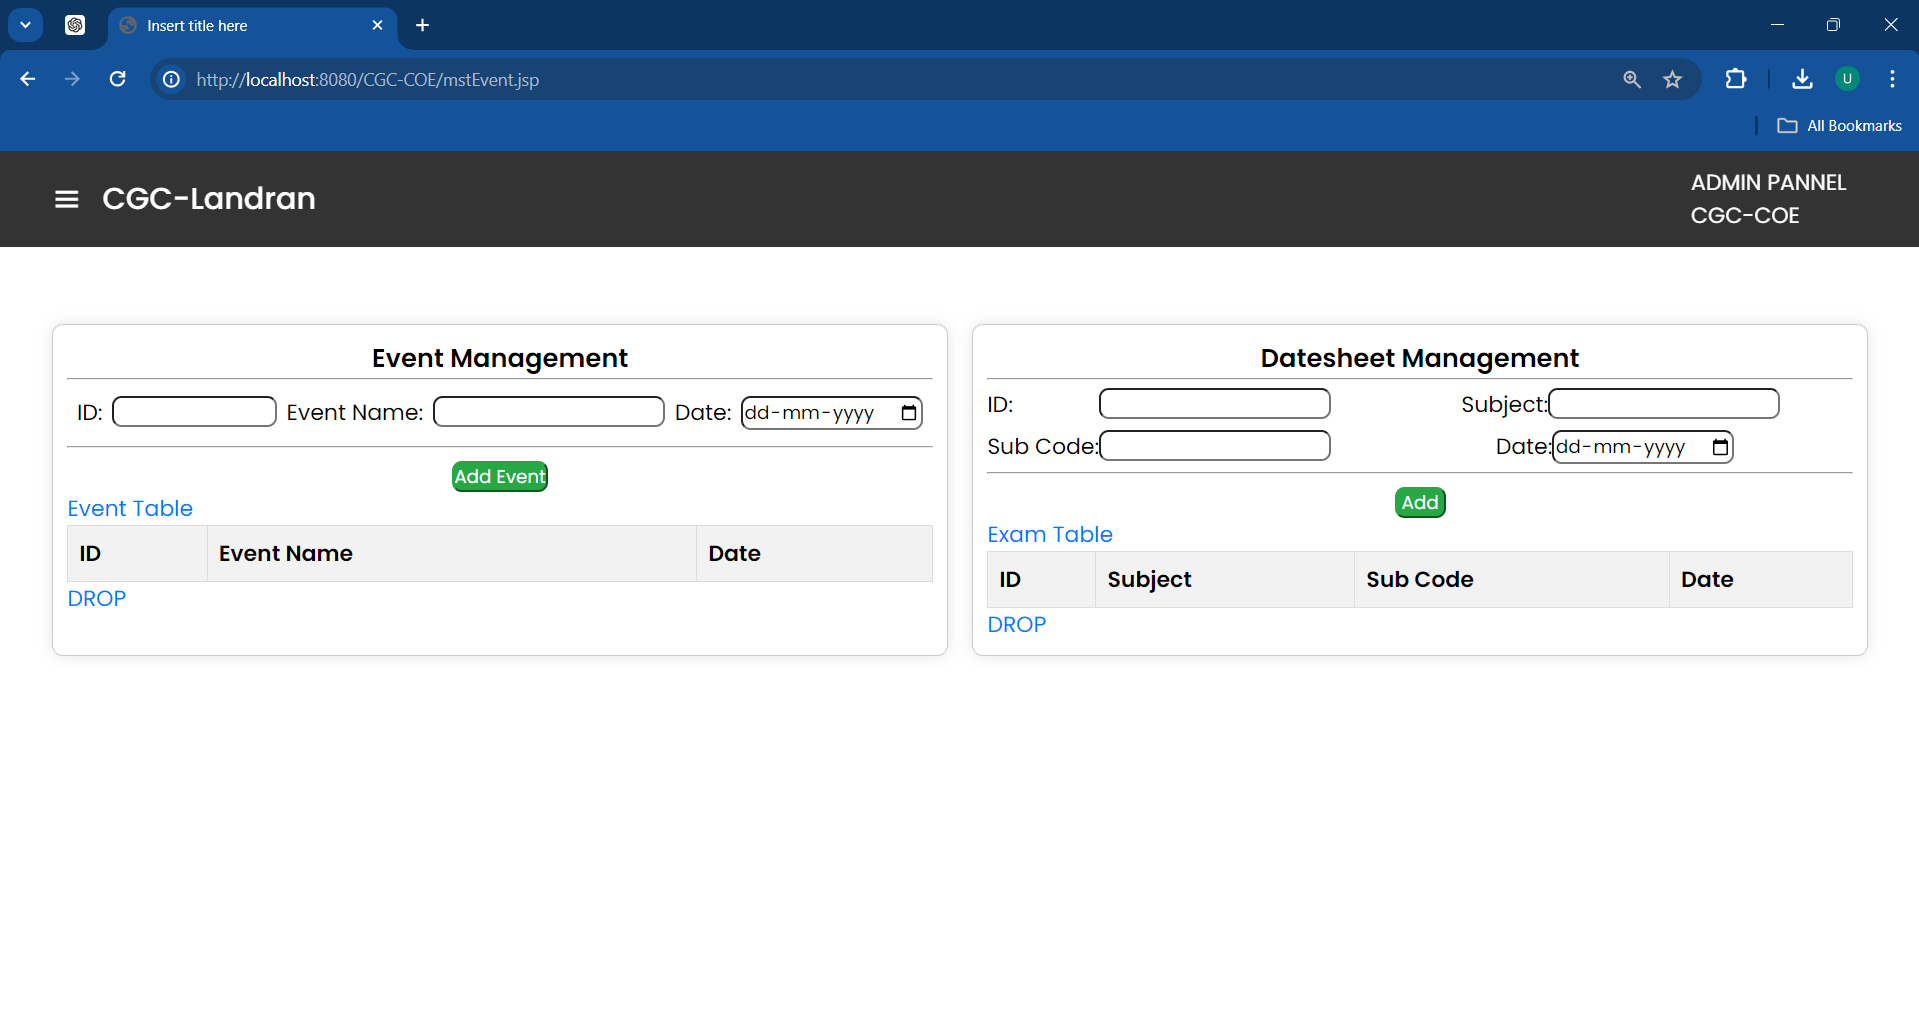 Insert title here
http://localhost:8080/CGC-COE/mstEvent.jsp
U
All Bookmarks
CGC-Landran
ADMIN PANNEL
CGC-COE
Event Management
ID: Event Name: Date: dd-mm-yyyy
Add Event
Event Table
ID Event Name Date
DROP
Datesheet Management
ID: Subject:
Sub Code: Date: dd-mm-yyyy
Add
Exam Table
ID Subject Sub Code Date
DROP